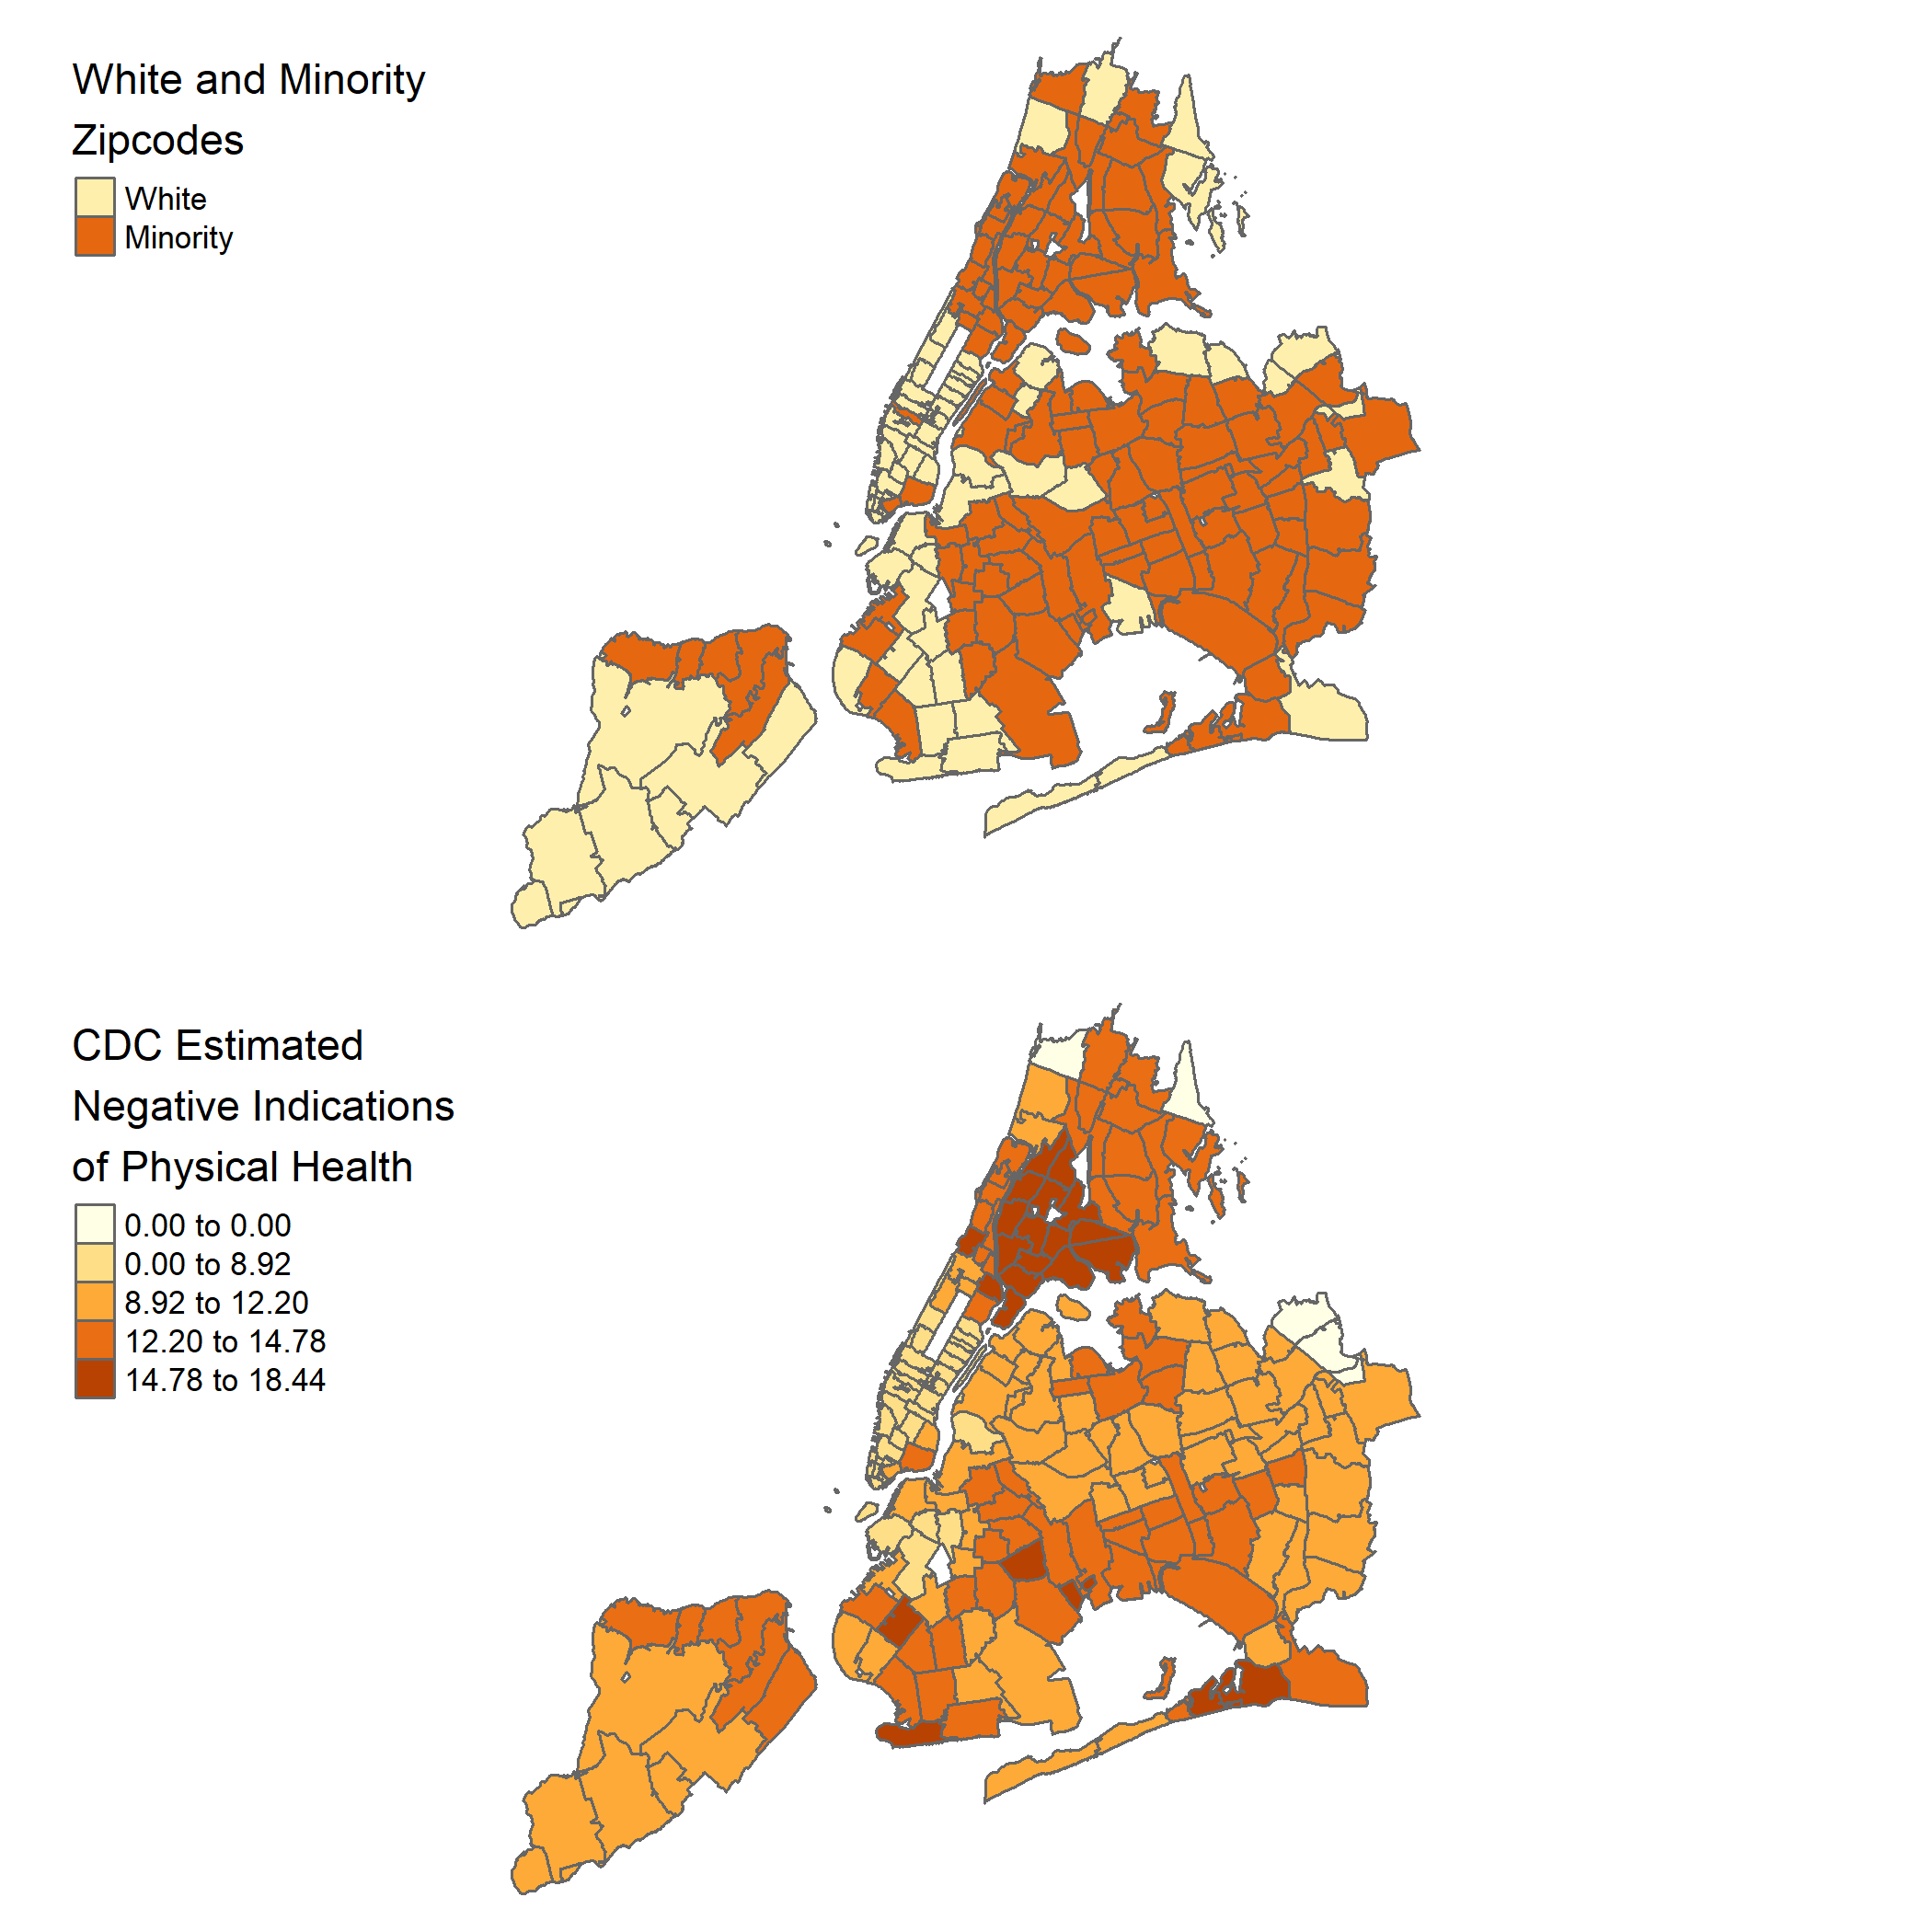 White and Minority
Zipcodes
White
Minority
CDC Estimated
Negative Indications
of Physical Health
0.00 to 0.00
0.00 to 8.92
8.92 to 12.20
12.20 to 14.78
14.78 to 18.44